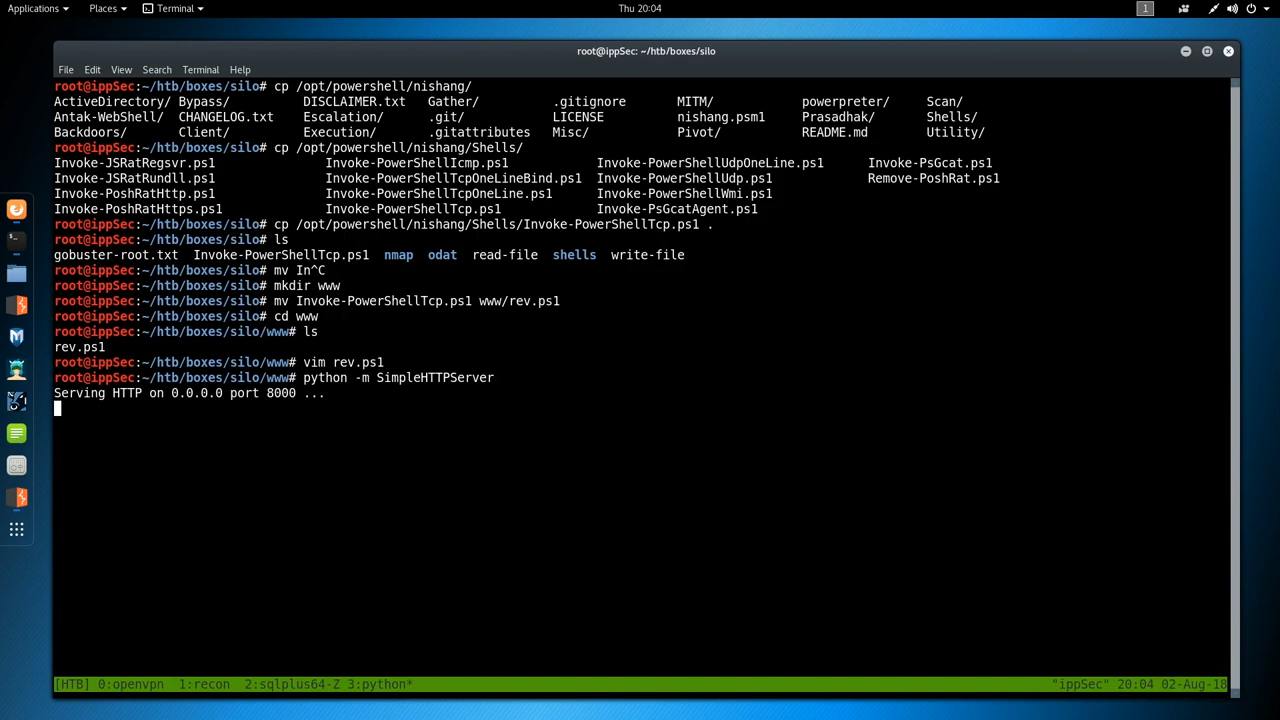 Applications Places Terminal Thu 20:04 1
root@ippSec: ~/htb/boxes/silo
File Edit View Search Terminal Help
root@ippSec:~/htb/boxes/silo# cp /opt/powershell/nishang/
ActiveDirectory/ Bypass/ DISCLAIMER.txt Gather/ .gitignore MITM/ powerpreter/ Scan/
Antak-WebShell/ CHANGELOG.txt Escalation/ .git/ LICENSE nishang.psm1 Prasadhak/ Shells/
Backdoors/ Client/ Execution/ .gitattributes Misc/ Pivot/ README.md Utility/
root@ippSec:~/htb/boxes/silo# cp /opt/powershell/nishang/Shells/
Invoke-JSRatRegsvr.ps1 Invoke-PowerShellIcmp.ps1 Invoke-PowerShellUdpOneLine.ps1 Invoke-PsGcat.ps1
Invoke-JSRatRundll.ps1 Invoke-PowerShellTcpOneLineBind.ps1 Invoke-PowerShellUdp.ps1 Remove-PoshRat.ps1
Invoke-PoshRatHttp.ps1 Invoke-PowerShellTcpOneLine.ps1 Invoke-PowerShellWmi.ps1
Invoke-PoshRatHttps.ps1 Invoke-PowerShellTcp.ps1 Invoke-PsGcatAgent.ps1
root@ippSec:~/htb/boxes/silo# cp /opt/powershell/nishang/Shells/Invoke-PowerShellTcp.ps1 .
root@ippSec:~/htb/boxes/silo# ls
gobuster-root.txt Invoke-PowerShellTcp.ps1 nmap odat read-file shells write-file
root@ippSec:~/htb/boxes/silo# mv In^C
root@ippSec:~/htb/boxes/silo# mkdir www
root@ippSec:~/htb/boxes/silo# mv Invoke-PowerShellTcp.ps1 www/rev.ps1
root@ippSec:~/htb/boxes/silo# cd www
root@ippSec:~/htb/boxes/silo/www# ls
rev.ps1
root@ippSec:~/htb/boxes/silo/www# vim rev.ps1
root@ippSec:~/htb/boxes/silo/www# python -m SimpleHTTPServer
Serving HTTP on 0.0.0.0 port 8000 ...
[HTB] 0:openvpn 1:recon 2:sqlplus64-Z 3:python* "ippSec" 20:04 02-Aug-18